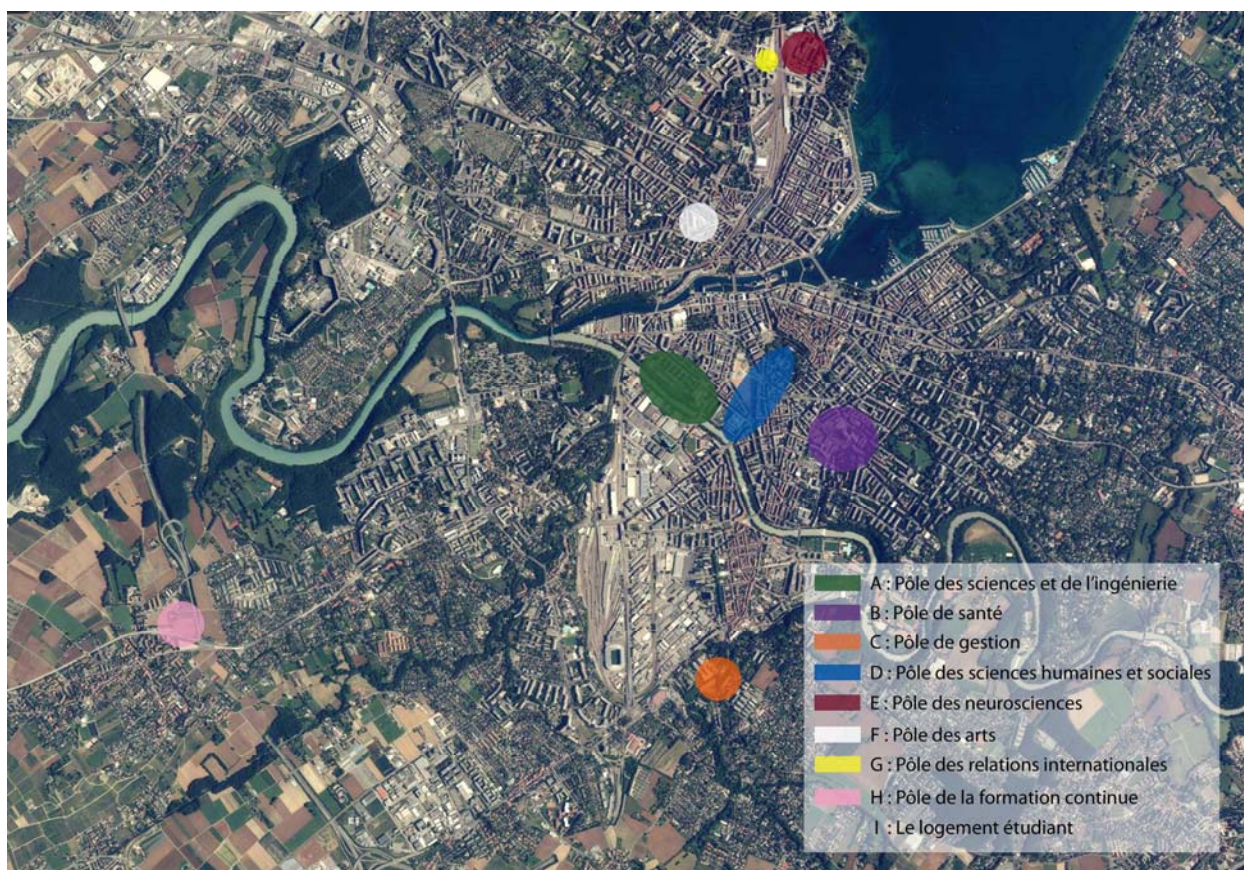 A : Pôle des sciences et de l'ingénierie
B : Pôle de santé
C : Pôle de gestion
D : Pôle des sciences humaines et sociales
E : Pôle des neurosciences
F : Pôle des arts
G : Pôle des relations internationales
H : Pôle de la formation continue
I : Le logement étudiant